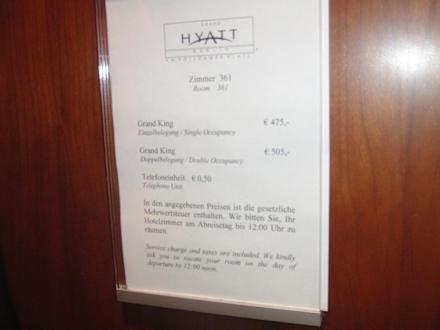 GRAND
HYATT
BERLIN
AM POTSDAMER PLATZ
Zimmer 361
Room 361
Grand King € 475,-
Einzelbelegung / Single Occupancy
Grand King € 505,-
Doppelbelegung / Double Occupancy
Telefoneinheit € 0,50
Telephone Unit
In den angegebenen Preisen ist die gesetzliche
Mehrwertsteuer enthalten. Wir bitten Sie, Ihr
Hotelzimmer am Abreisetag bis 12:00 Uhr zu
räumen.
Service charge and taxes are included. We kindly
ask you to vacate your room on the day of
departure by 12:00 noon.